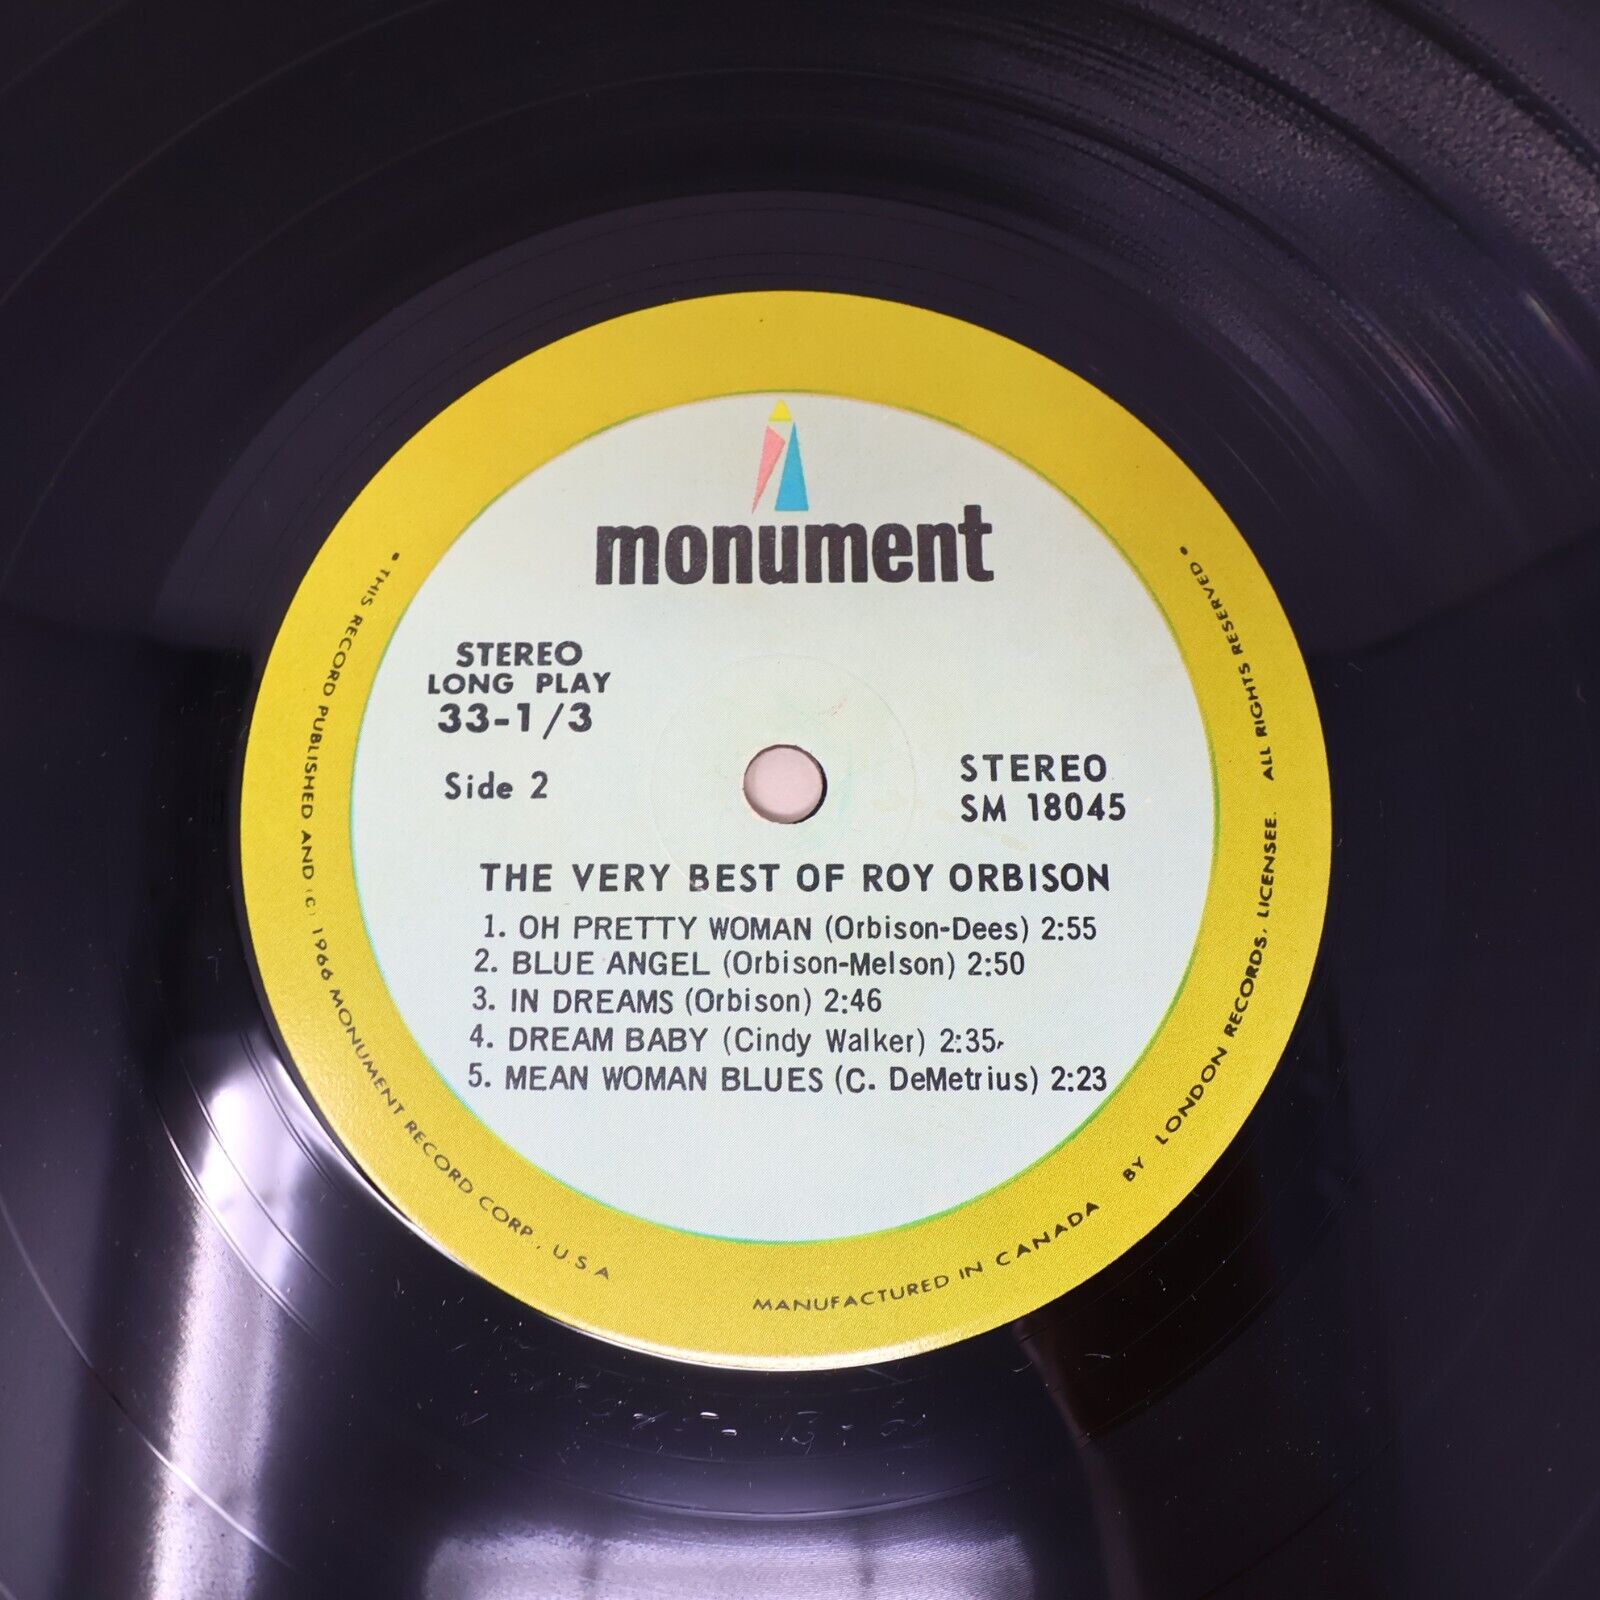 monument
STEREO
LONG PLAY
33-1/3
Side 2
STEREO
SM 18045
THE VERY BEST OF ROY ORBISON
1. OH PRETTY WOMAN (Orbison-Dees) 2:55
2. BLUE ANGEL (Orbison-Melson) 2:50
3. IN DREAMS (Orbison) 2:46
4. DREAM BABY (Cindy Walker) 2:35
5. MEAN WOMAN BLUES (C. DeMetrius) 2:23
• THIS RECORD PUBLISHED AND (C) 1966 MONUMENT RECORD CORP. U.S.A
MANUFACTURED IN CANADA BY LONDON RECORDS, LICENSEE. ALL RIGHTS RESERVED •